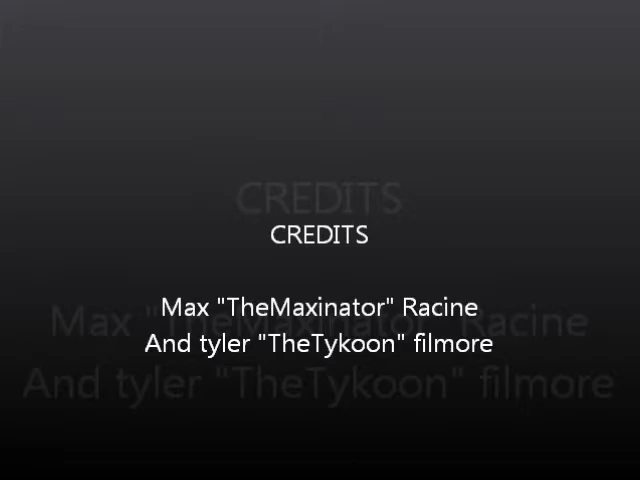 CREDITS
Max "TheMaxinator" Racine
And tyler "TheTykoon" filmore